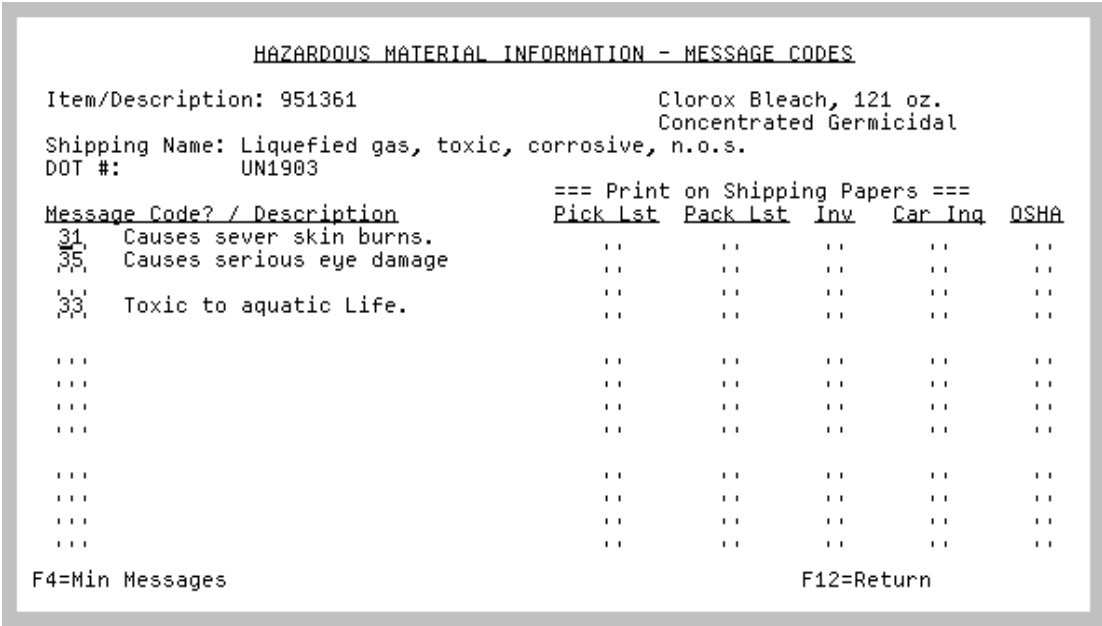 HAZARDOUS MATERIAL INFORMATION - MESSAGE CODES
Item/Description: 951361 Clorox Bleach, 121 oz.
Concentrated Germicidal
Shipping Name: Liquefied gas, toxic, corrosive, n.o.s.
DOT #: UN1903
=== Print on Shipping Papers ===
Message Code? / Description Pick Lst Pack Lst Inv Car Inq OSHA
31 Causes sever skin burns.
35 Causes serious eye damage
33 Toxic to aquatic Life.
F4=Min Messages F12=Return